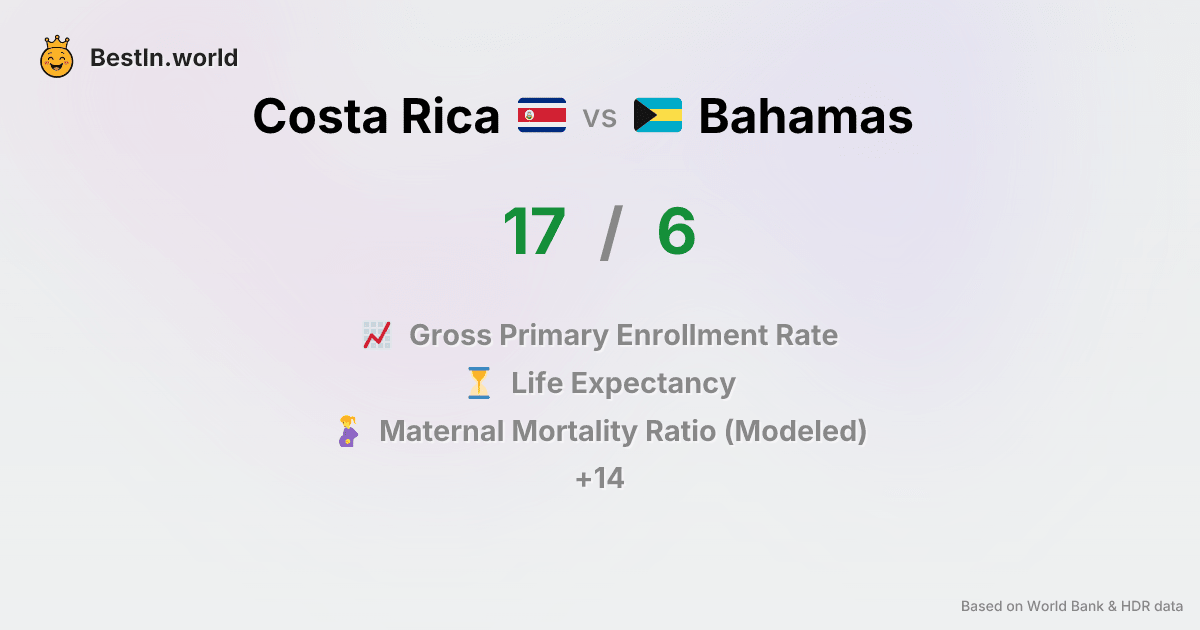 BestIn.world
Costa Rica vs Bahamas
17 / 6
Gross Primary Enrollment Rate
Life Expectancy
Maternal Mortality Ratio (Modeled)
+14
Based on World Bank & HDR data